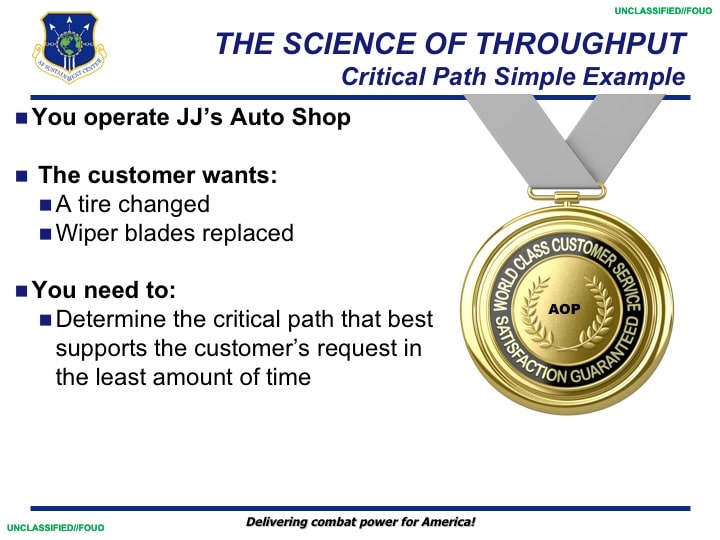 UNCLASSIFIED//FOUO
THE SCIENCE OF THROUGHPUT
Critical Path Simple Example
AF SUSTAINMENT CENTER
You operate JJ’s Auto Shop
The customer wants:
A tire changed
Wiper blades replaced
You need to:
Determine the critical path that best
supports the customer’s request in
the least amount of time
WORLD CLASS CUSTOMER SERVICE
AOP
SATISFACTION GUARANTEED
Delivering combat power for America!
UNCLASSIFIED//FOUO